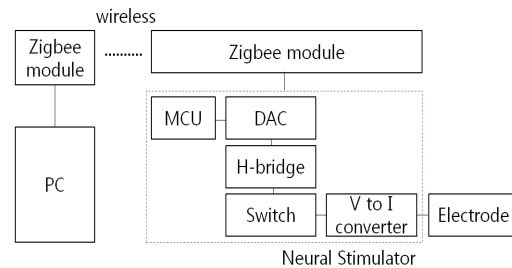 wireless
Zigbee
module
Zigbee module
PC
MCU
DAC
H-bridge
Switch
V to I
converter
Electrode
Neural Stimulator